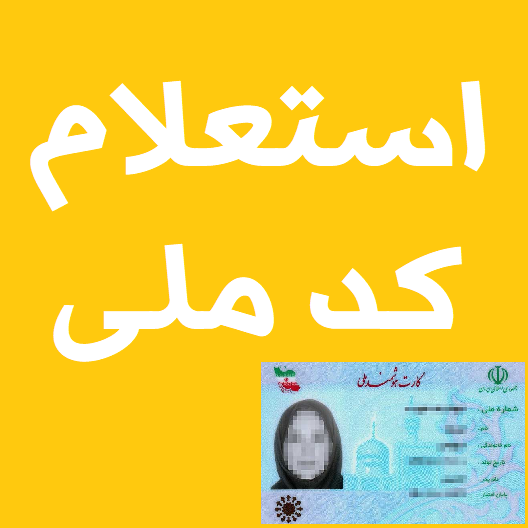 استعلام
کد ملی
کارت هوشمند ملی
جمهوری اسلامی ایران
شماره ملی:
نام:
نام خانوادگی:
تاریخ تولد:
نام پدر:
پایان اعتبار: